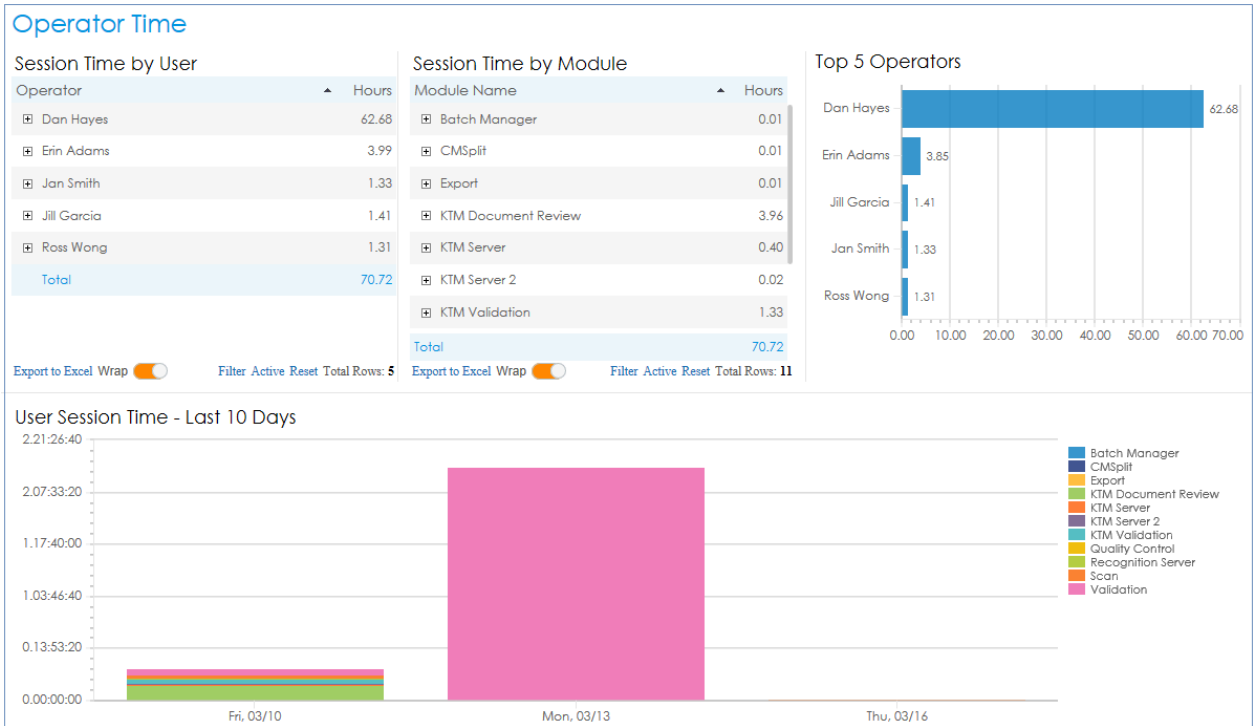 Operator Time
Session Time by User
Operator Hours
Dan Hayes 62.68
Erin Adams 3.99
Jan Smith 1.33
Jill Garcia 1.41
Ross Wong 1.31
Total 70.72
Export to Excel Wrap Filter Active Reset Total Rows: 5
Session Time by Module
Module Name Hours
Batch Manager 0.01
CMSplit 0.01
Export 0.01
KTM Document Review 3.96
KTM Server 0.40
KTM Server 2 0.02
KTM Validation 1.33
Total 70.72
Export to Excel Wrap Filter Active Reset Total Rows: 11
Top 5 Operators
Dan Hayes 62.68
Erin Adams 3.85
Jill Garcia 1.41
Jan Smith 1.33
Ross Wong 1.31
0.00 10.00 20.00 30.00 40.00 50.00 60.00 70.00
User Session Time - Last 10 Days
2.21:26:40
2.07:33:20
1.17:40:00
1.03:46:40
0.13:53:20
0.00:00:00
Fri, 03/10 Mon, 03/13 Thu, 03/16
Batch Manager
CMSplit
Export
KTM Document Review
KTM Server
KTM Server 2
KTM Validation
Quality Control
Recognition Server
Scan
Validation